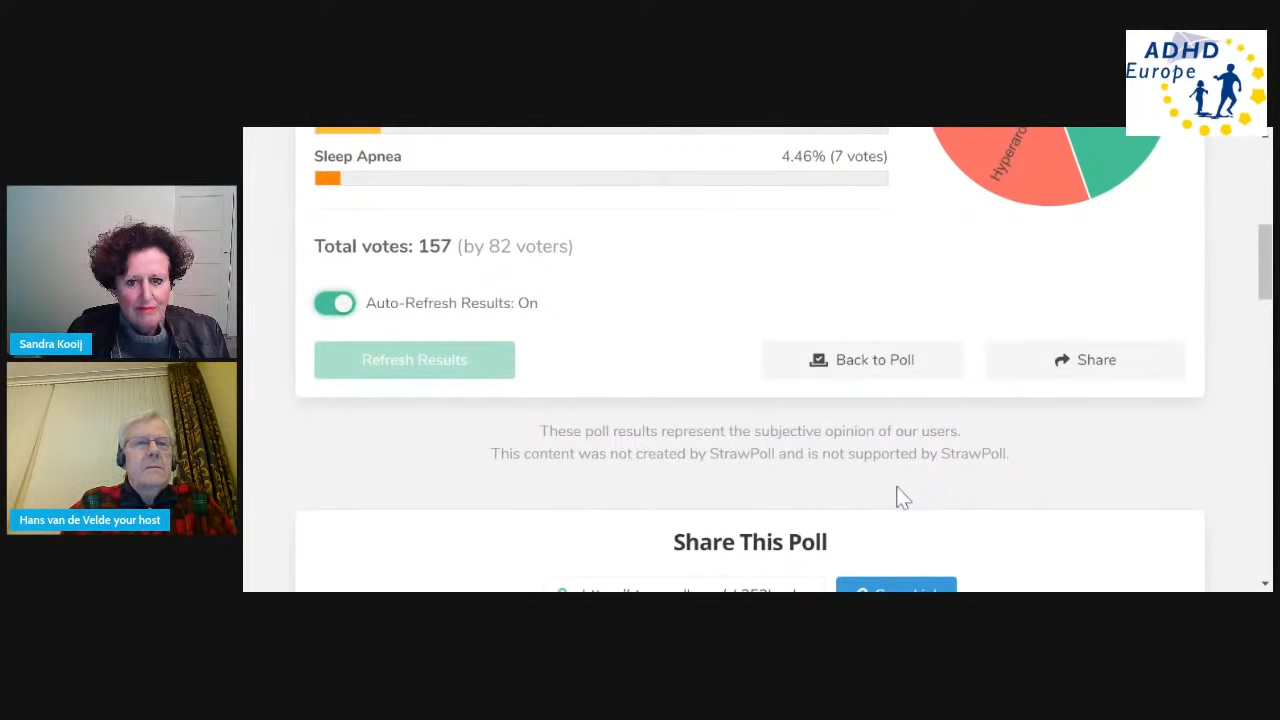 ADHD
Europe
Sleep Apnea
4.46% (7 votes)
Total votes: 157 (by 82 voters)
Auto-Refresh Results: On
Refresh Results
Back to Poll
Share
These poll results represent the subjective opinion of our users.
This content was not created by StrawPoll and is not supported by StrawPoll.
Share This Poll
Sandra Kooij
Hans van de Velde your host